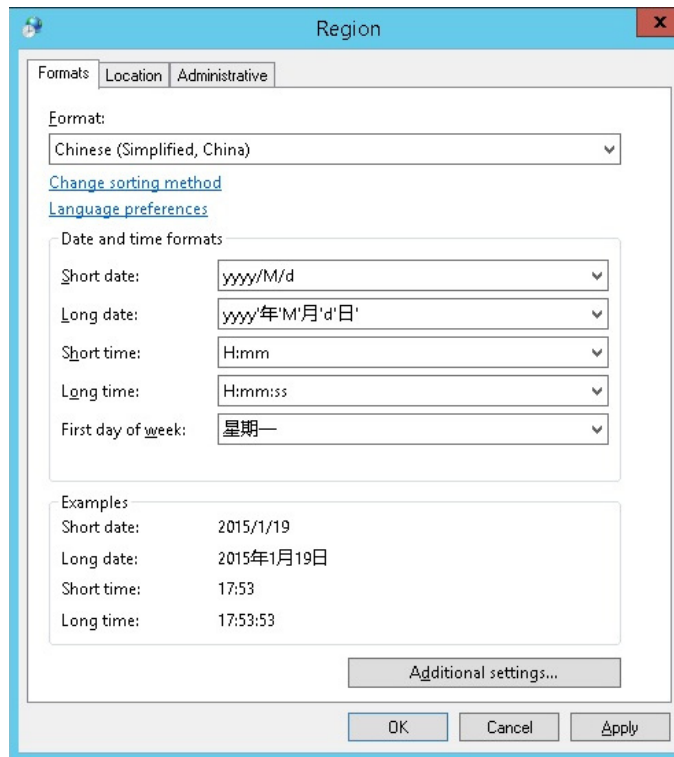 Region
x
Formats Location Administrative
Format:
Chinese (Simplified, China)
Change sorting method
Language preferences
Date and time formats
Short date: yyyy/M/d
Long date: yyyy'年'M'月'd'日'
Short time: H:mm
Long time: H:mm:ss
First day of week: 星期一
Examples
Short date: 2015/1/19
Long date: 2015年1月19日
Short time: 17:53
Long time: 17:53:53
Additional settings...
OK Cancel Apply